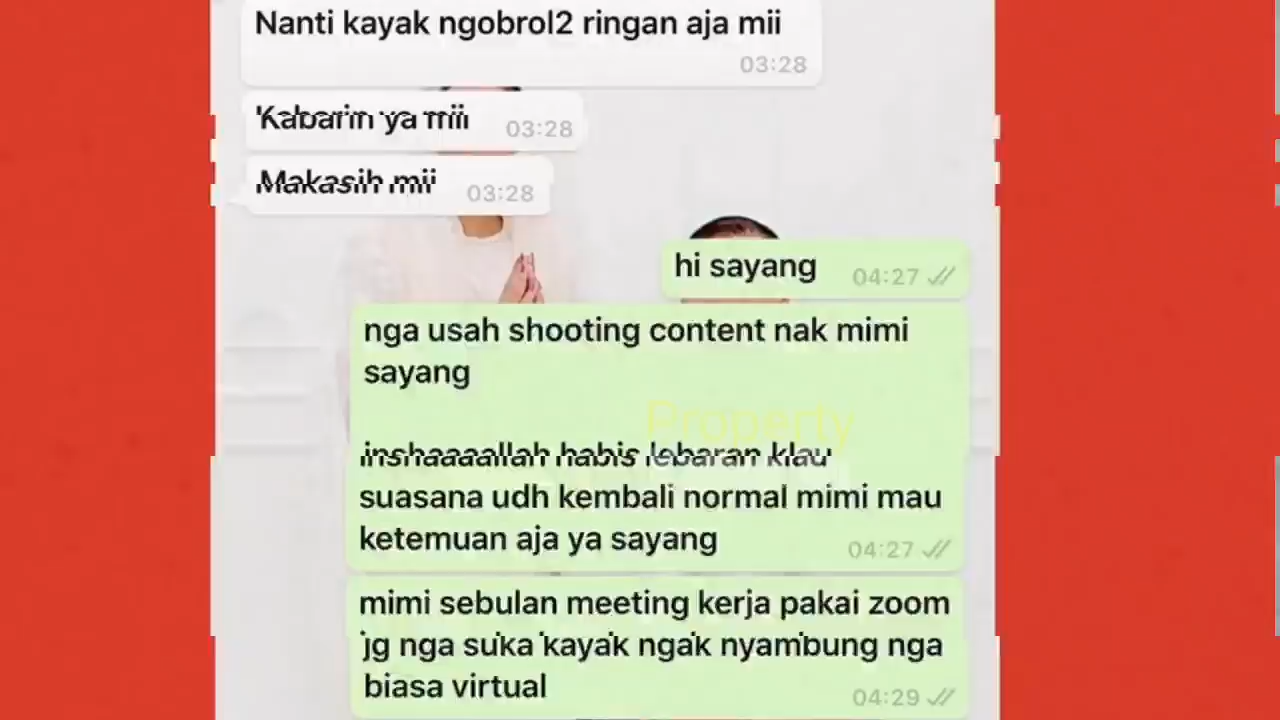 Nanti kayak ngobrol2 ringan aja mii
03:28
Kabarin ya mii 03:28
Makasih mii 03:28
hi sayang 04:27
nga usah shooting content nak mimi
sayang
Property
inshaaaallah habis lebaran klau
suasana udh kembali normal mimi mau
ketemuan aja ya sayang 04:27
mimi sebulan meeting kerja pakai zoom
jg nga suka kayak ngak nyambung nga
biasa virtual 04:29